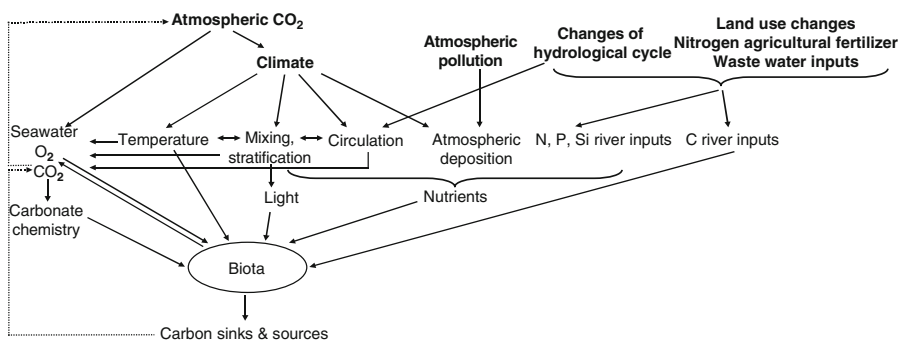 Atmospheric CO₂
Land use changes
Changes of
hydrological cycle
Nitrogen agricultural fertilizer
Atmospheric
pollution
Climate
Waste water inputs
Seawater
O₂
CO₂
Temperature
Mixing,
stratification
Circulation
Atmospheric
deposition
N, P, Si river inputs
C river inputs
Light
Nutrients
Carbonate
chemistry
Biota
Carbon sinks & sources